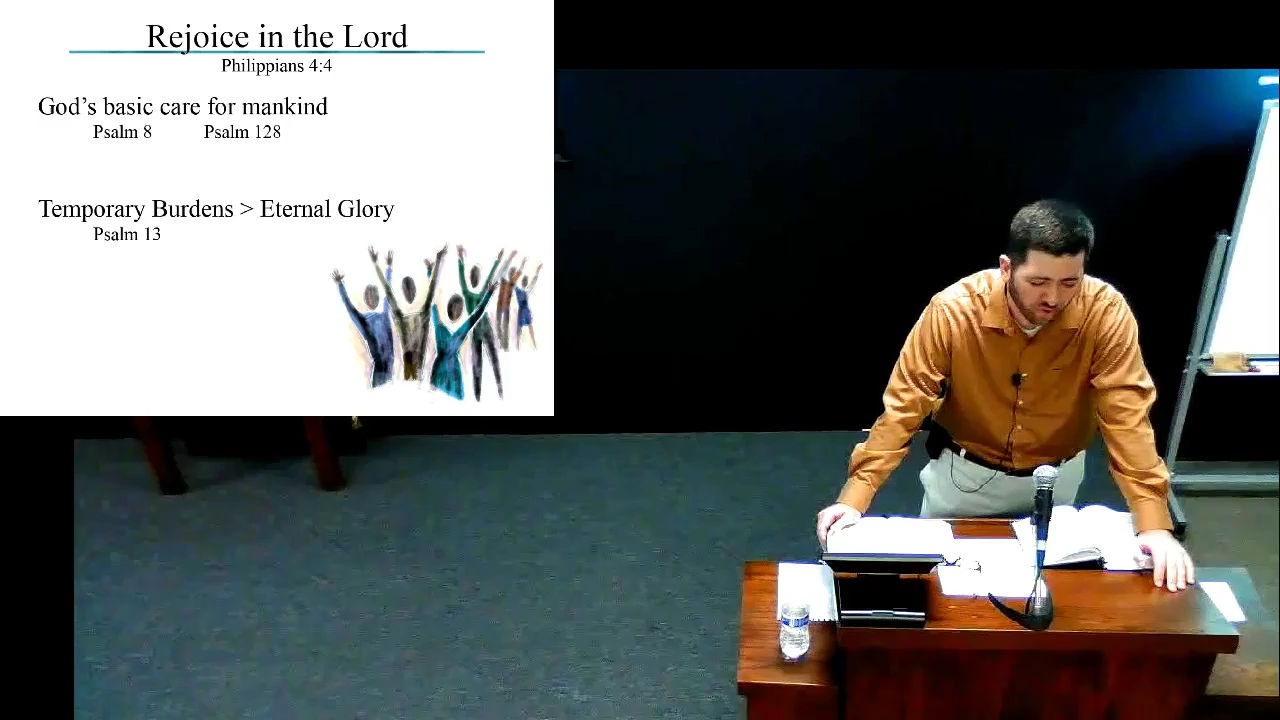 Rejoice in the Lord
Philippians 4:4
God's basic care for mankind
Psalm 8 Psalm 128
Temporary Burdens > Eternal Glory
Psalm 13